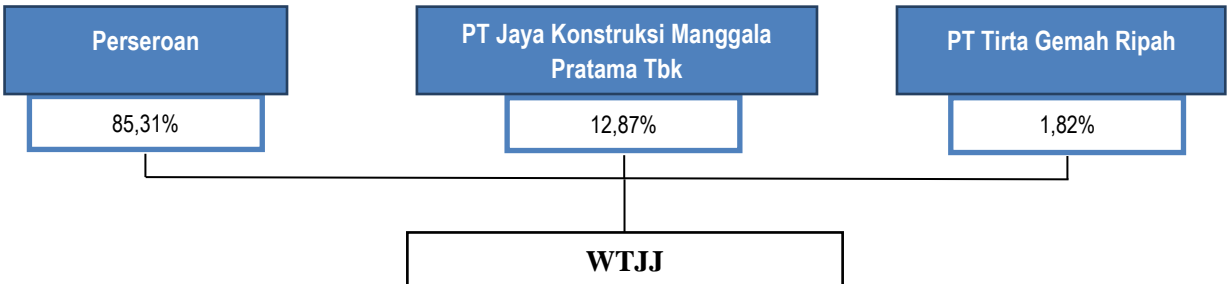 Perseroan
PT Jaya Konstruksi Manggala
Pratama Tbk
PT Tirta Gemah Ripah
85,31%
12,87%
1,82%
WTJJ